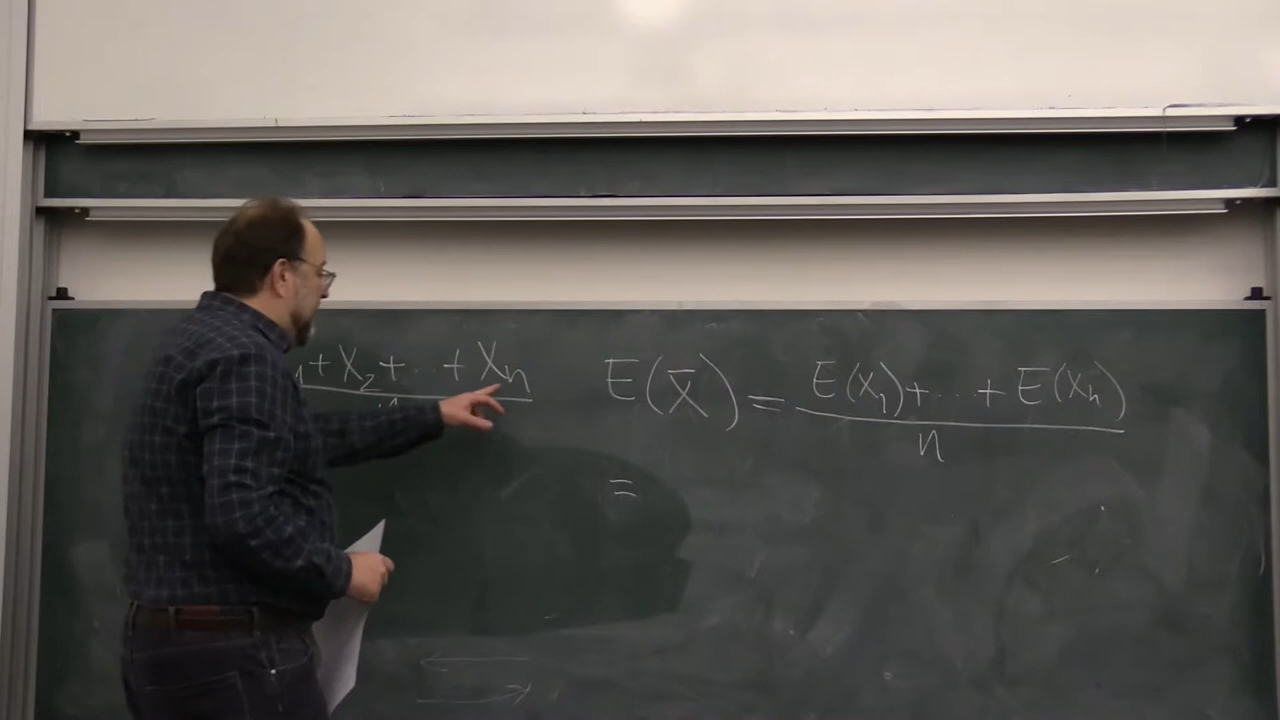 + X₂ + ... + Xₙ / n
E(X̄) = E(X₁) + ... + E(Xₙ) / n
=